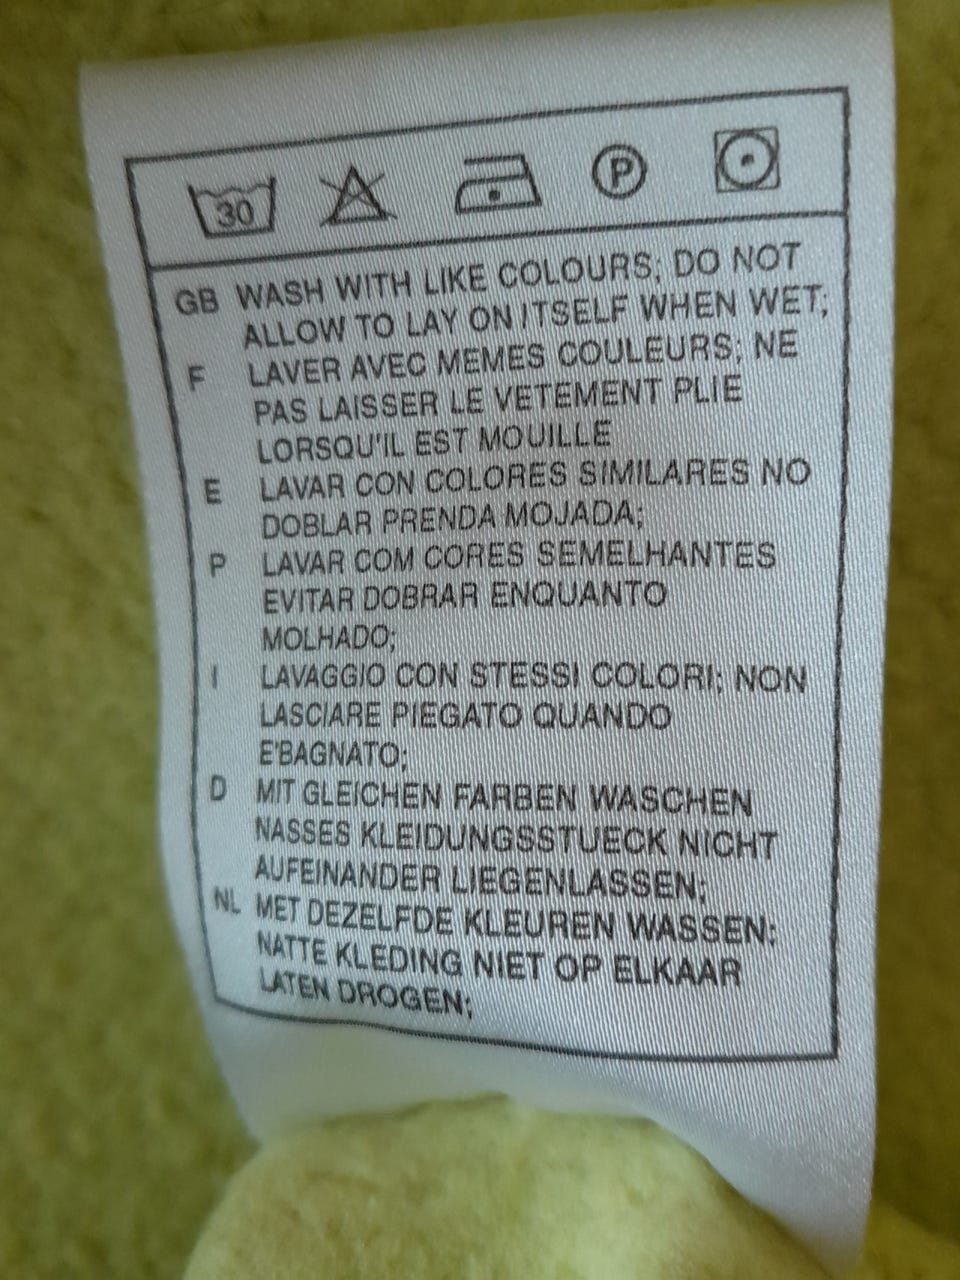 30 P
GB WASH WITH LIKE COLOURS; DO NOT
ALLOW TO LAY ON ITSELF WHEN WET;
F LAVER AVEC MEMES COULEURS; NE
PAS LAISSER LE VETEMENT PLIE
LORSQU'IL EST MOUILLE
E LAVAR CON COLORES SIMILARES NO
DOBLAR PRENDA MOJADA;
P LAVAR COM CORES SEMELHANTES
EVITAR DOBRAR ENQUANTO
MOLHADO;
I LAVAGGIO CON STESSI COLORI; NON
LASCIARE PIEGATO QUANDO
E'BAGNATO;
D MIT GLEICHEN FARBEN WASCHEN
NASSES KLEIDUNGSSTUECK NICHT
AUFEINANDER LIEGENLASSEN;
NL MET DEZELFDE KLEUREN WASSEN;
NATTE KLEDING NIET OP ELKAAR
LATEN DROGEN;